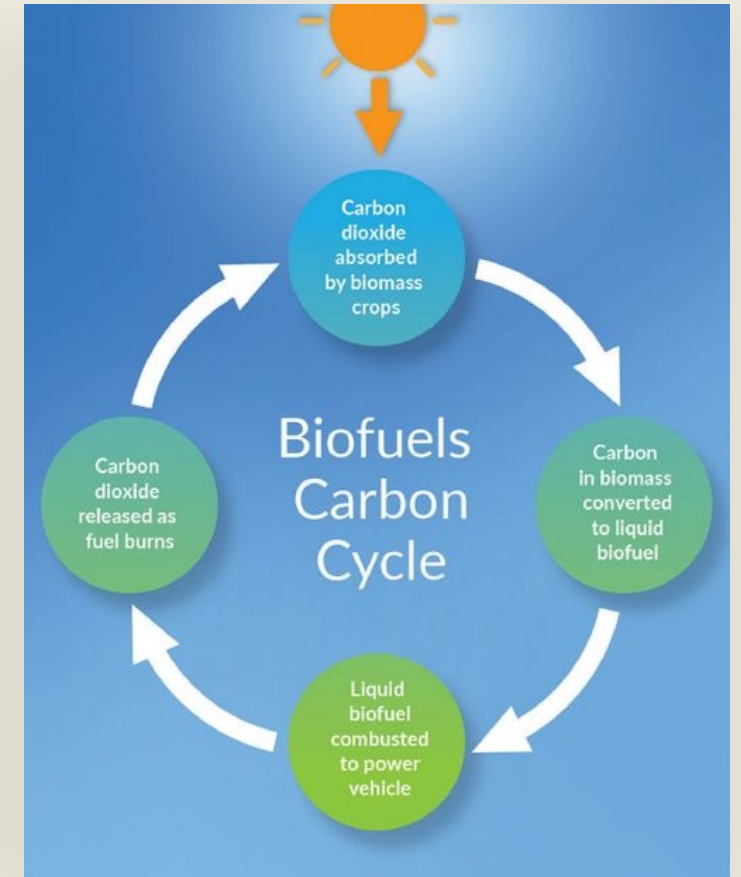 Carbon
dioxide
absorbed
by biomass
crops
Biofuels
Carbon
Cycle
Carbon
in biomass
converted
to liquid
biofuel
Liquid
biofuel
combusted
to power
vehicle
Carbon
dioxide
released as
fuel burns